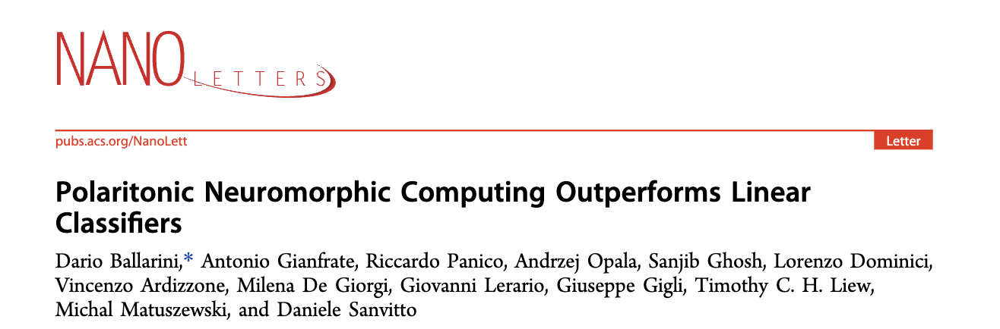 NANO LETTERS
pubs.acs.org/NanoLett
Letter
Polaritonic Neuromorphic Computing Outperforms Linear
Classifiers
Dario Ballarini,* Antonio Gianfrate, Riccardo Panico, Andrzej Opala, Sanjib Ghosh, Lorenzo Dominici,
Vincenzo Ardizzone, Milena De Giorgi, Giovanni Lerario, Giuseppe Gigli, Timothy C. H. Liew,
Michal Matuszewski, and Daniele Sanvitto